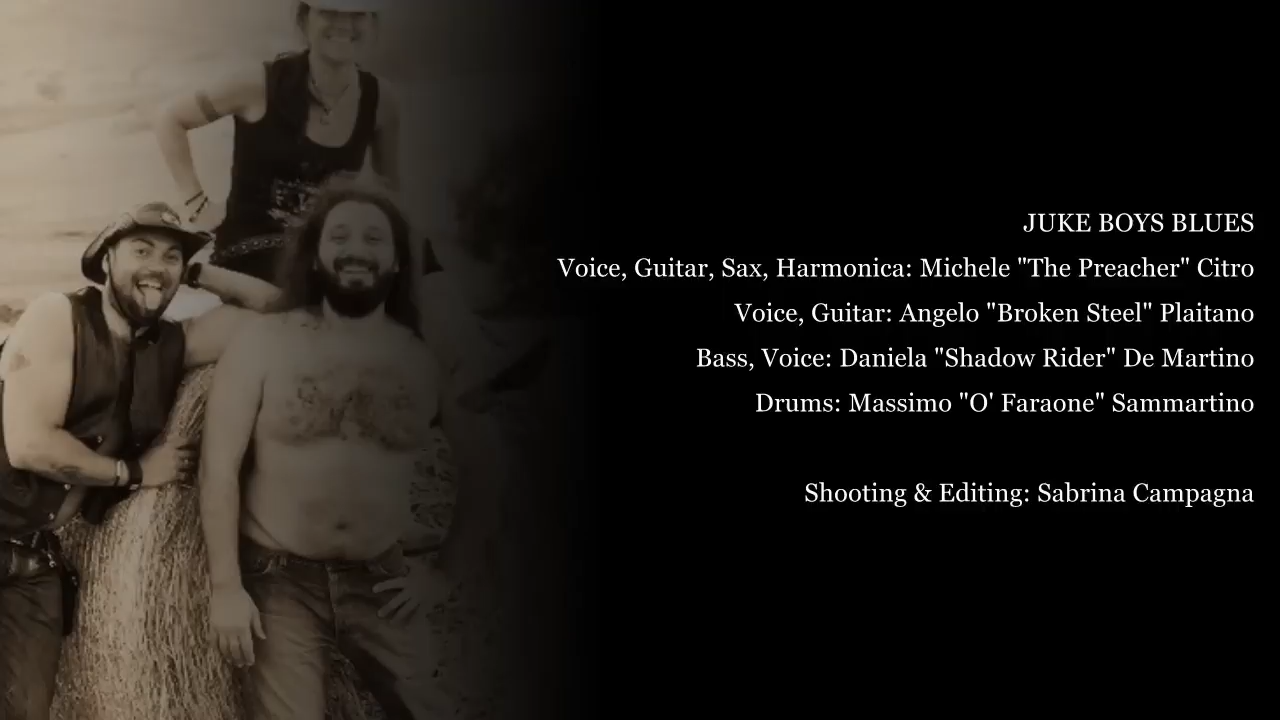 JUKE BOYS BLUES
Voice, Guitar, Sax, Harmonica: Michele "The Preacher" Citro
Voice, Guitar: Angelo "Broken Steel" Plaitano
Bass, Voice: Daniela "Shadow Rider" De Martino
Drums: Massimo "O' Faraone" Sammartino
Shooting & Editing: Sabrina Campagna